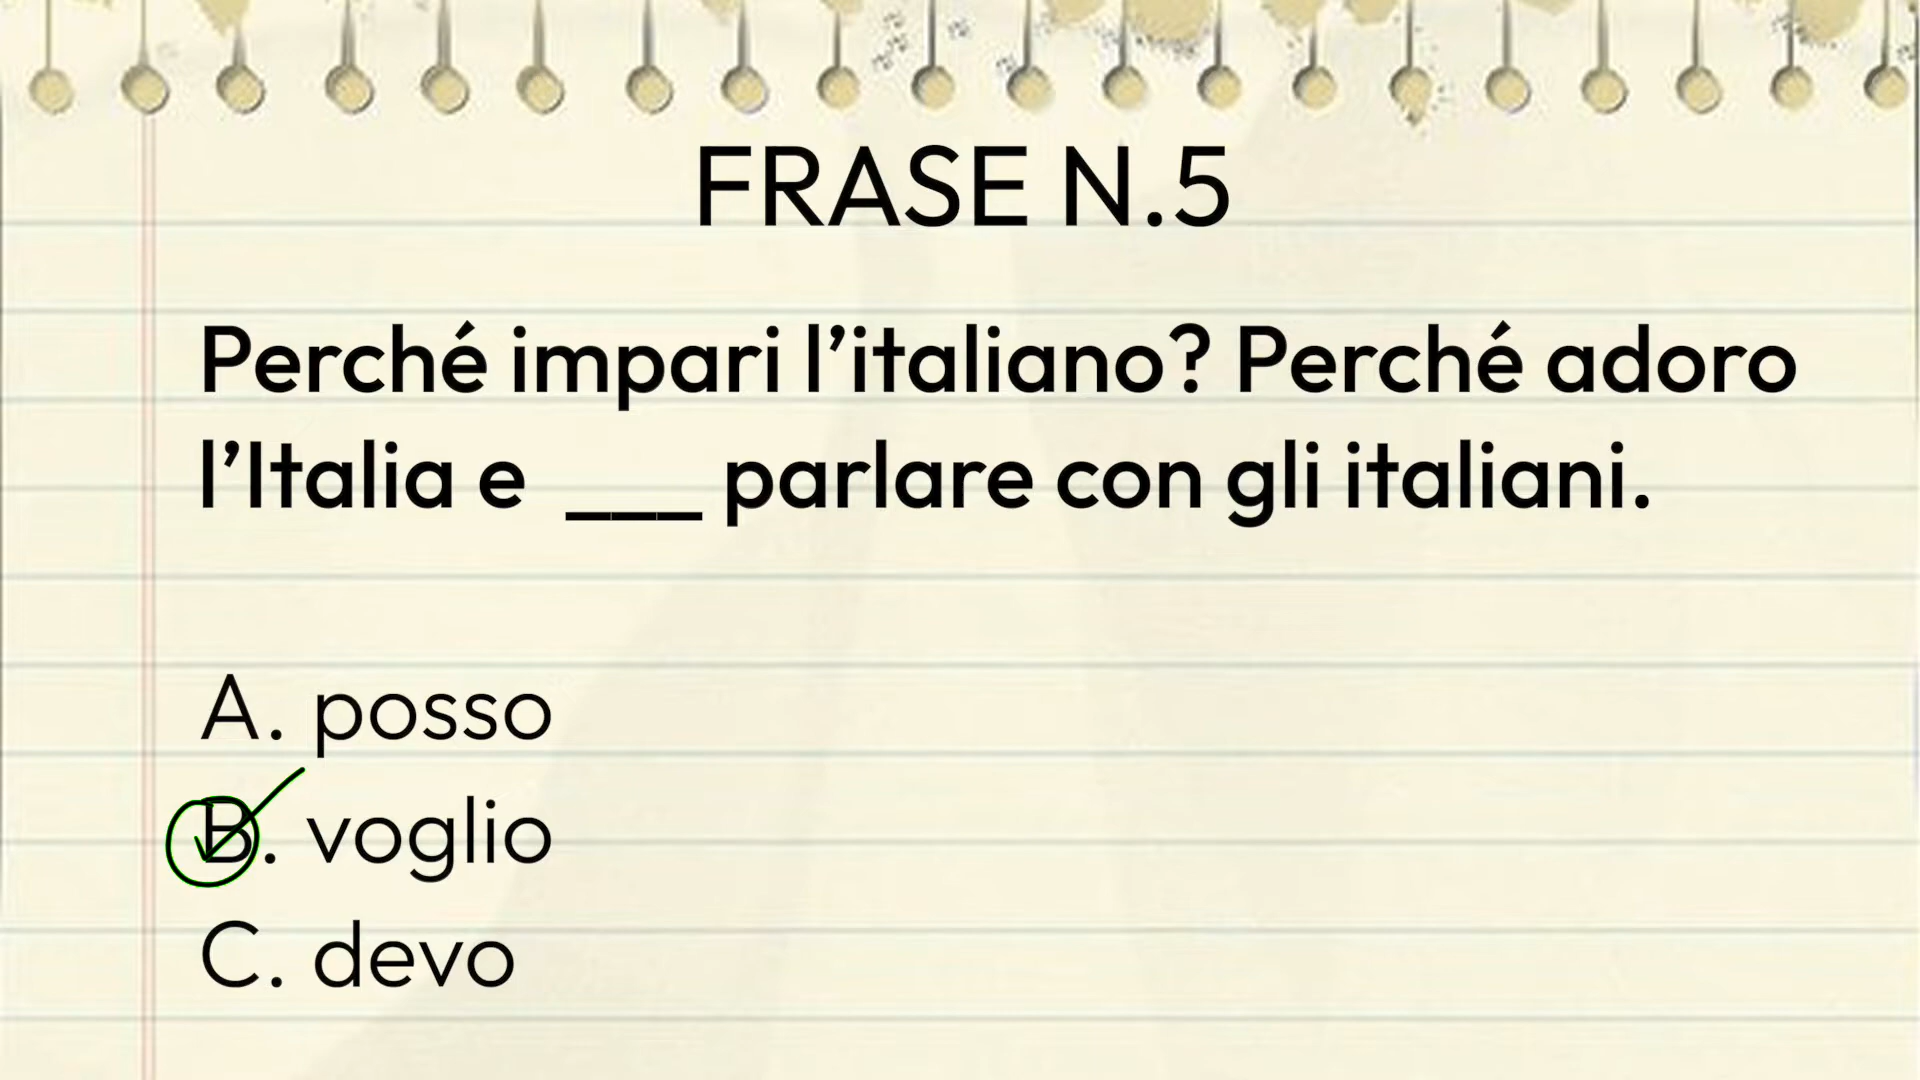 FRASE N.5
Perché impari l’italiano? Perché adoro
l’Italia e ___ parlare con gli italiani.
A. posso
B. voglio
C. devo